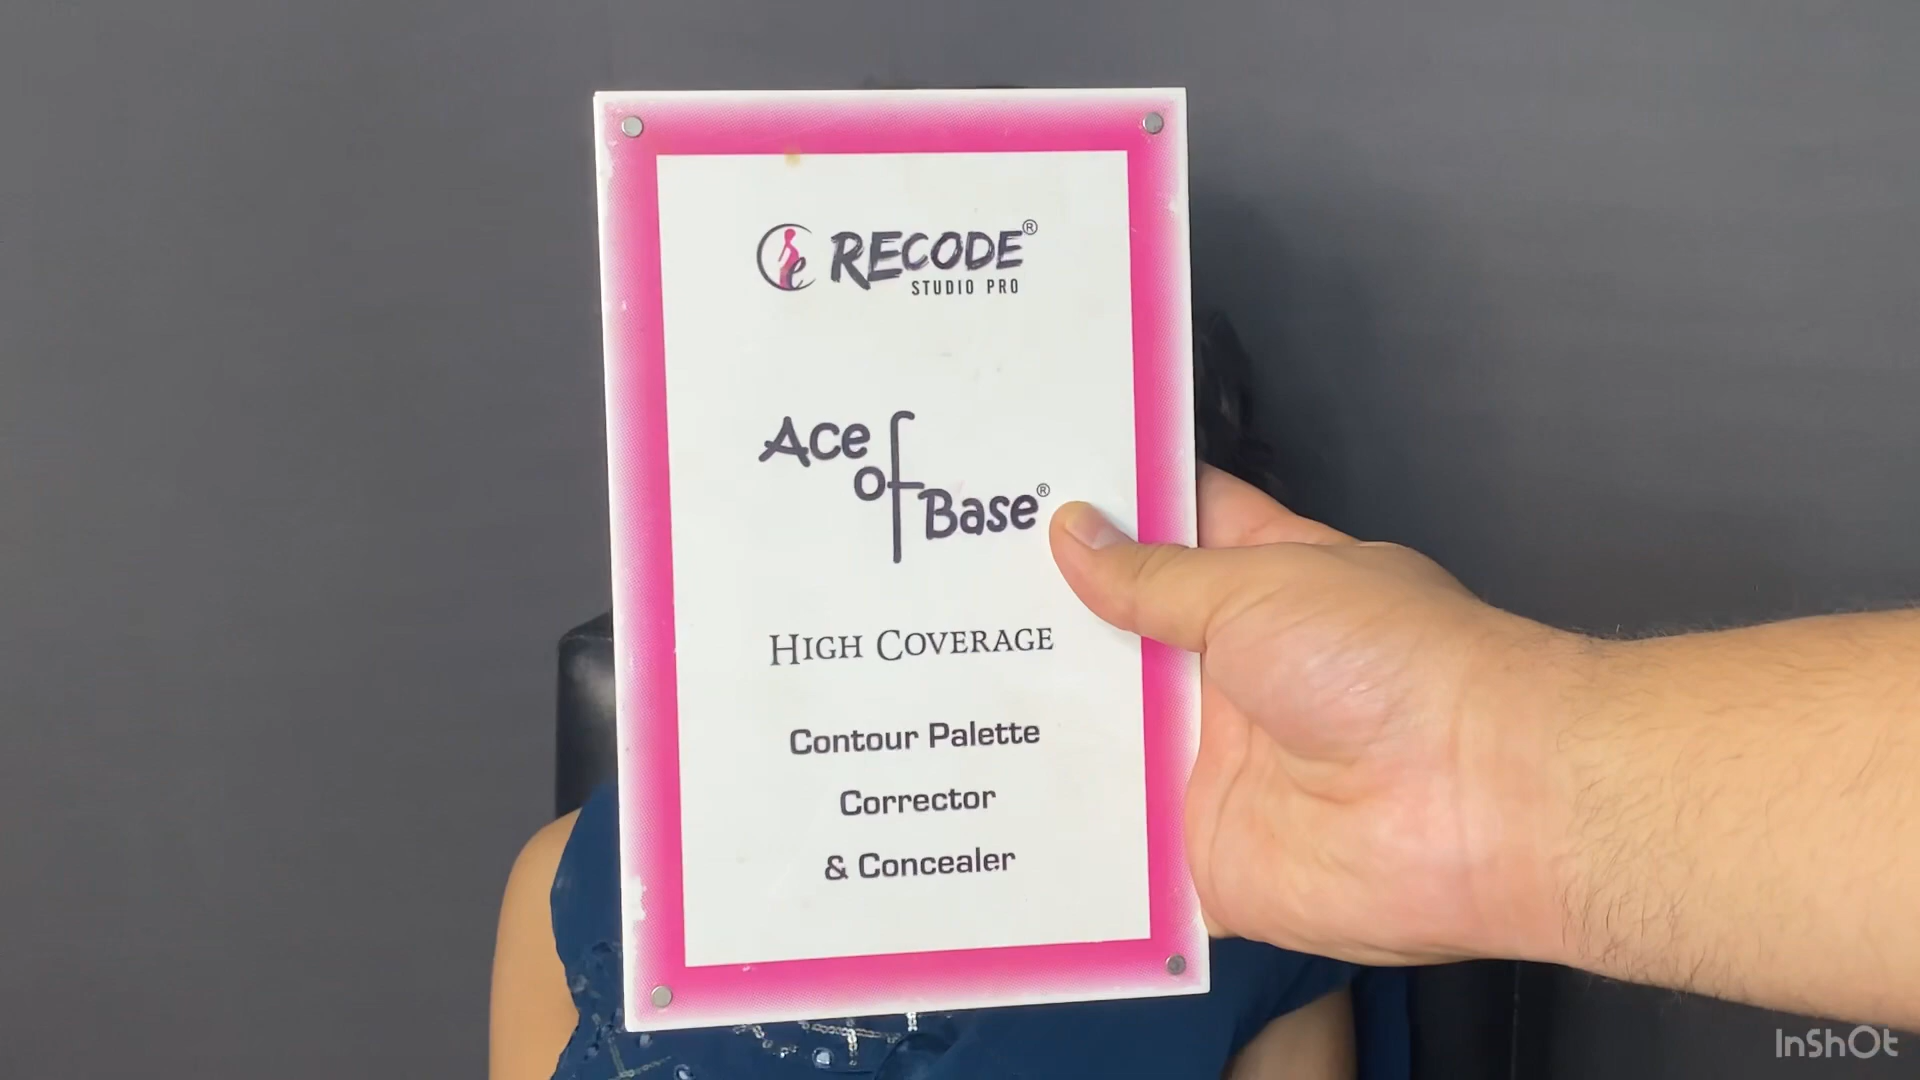 RECODE®
STUDIO PRO
Ace
of
Base®
HIGH COVERAGE
Contour Palette
Corrector
& Concealer
InShOt